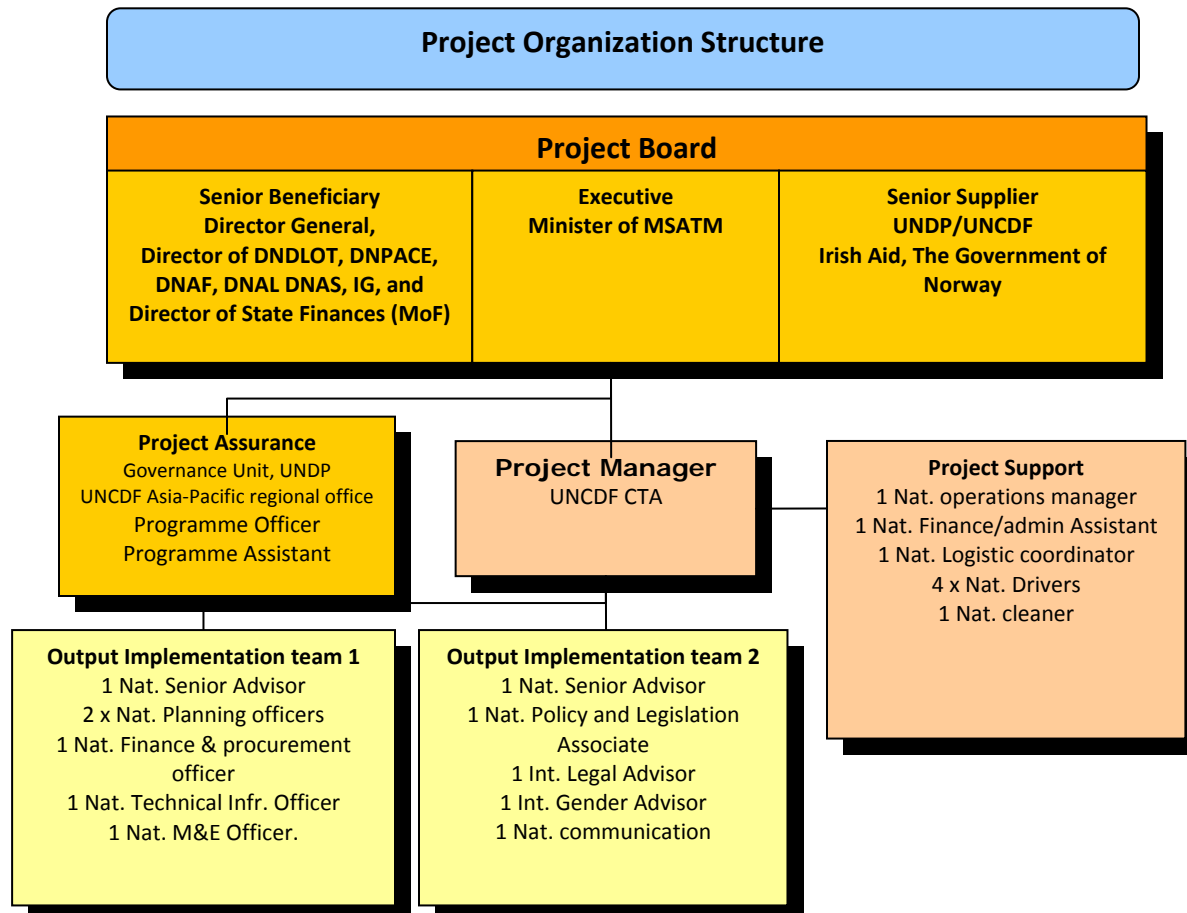 Project Organization Structure
Project Board
Senior Beneficiary
Director General,
Director of DNDLOT, DNPACE,
DNAF, DNAL DNAS, IG, and
Director of State Finances (MoF)
Executive
Minister of MSATM
Senior Supplier
UNDP/UNCDF
Irish Aid, The Government of
Norway
Project Assurance
Governance Unit, UNDP
UNCDF Asia-Pacific regional office
Programme Officer
Programme Assistant
Project Manager
UNCDF CTA
Project Support
1 Nat. operations manager
1 Nat. Finance/admin Assistant
1 Nat. Logistic coordinator
4 x Nat. Drivers
1 Nat. cleaner
Output Implementation team 1
1 Nat. Senior Advisor
2 x Nat. Planning officers
1 Nat. Finance & procurement
officer
1 Nat. Technical Infr. Officer
1 Nat. M&E Officer.
Output Implementation team 2
1 Nat. Senior Advisor
1 Nat. Policy and Legislation
Associate
1 Int. Legal Advisor
1 Int. Gender Advisor
1 Nat. communication